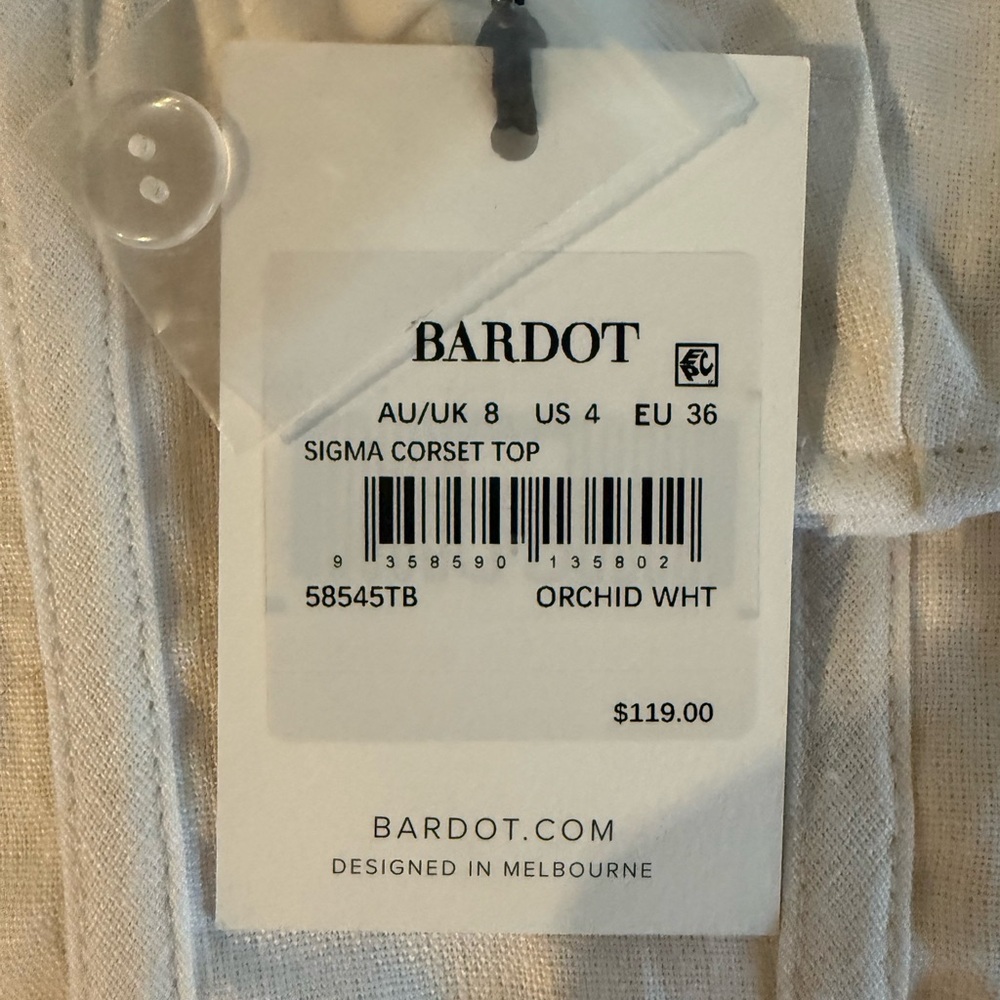 BARDOT
EPC
AU/UK 8 US 4 EU 36
SIGMA CORSET TOP
9 358590 135802
58545TB ORCHID WHT
$119.00
BARDOT.COM
DESIGNED IN MELBOURNE